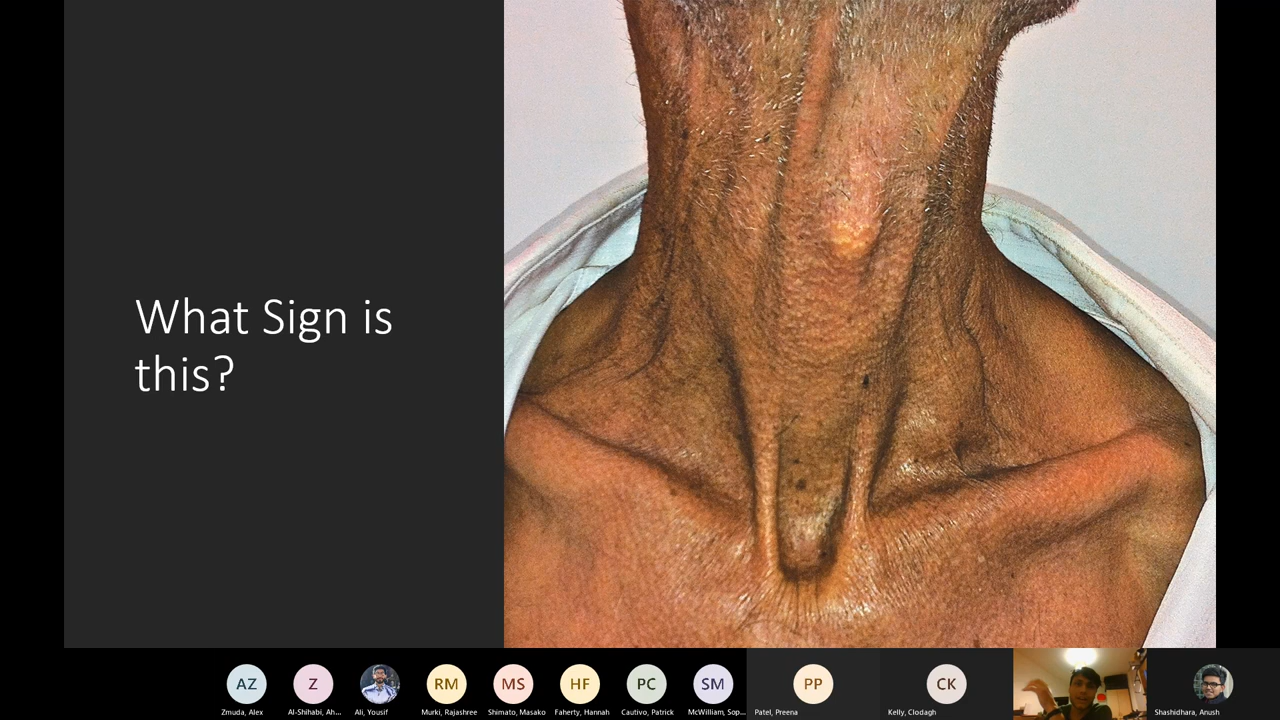 What Sign is
this?
AZ
Z
RM
MS
HF
PC
SM
PP
CK
Zmuda, Alex
Al-Shihabi, Ah...
Ali, Yousif
Murki, Rajashree
Shimato, Masako
Faherty, Hannah
Cautivo, Patrick
McWilliam, Sop...
Patel, Preena
Kelly, Clodagh
Shashidhara, Anush